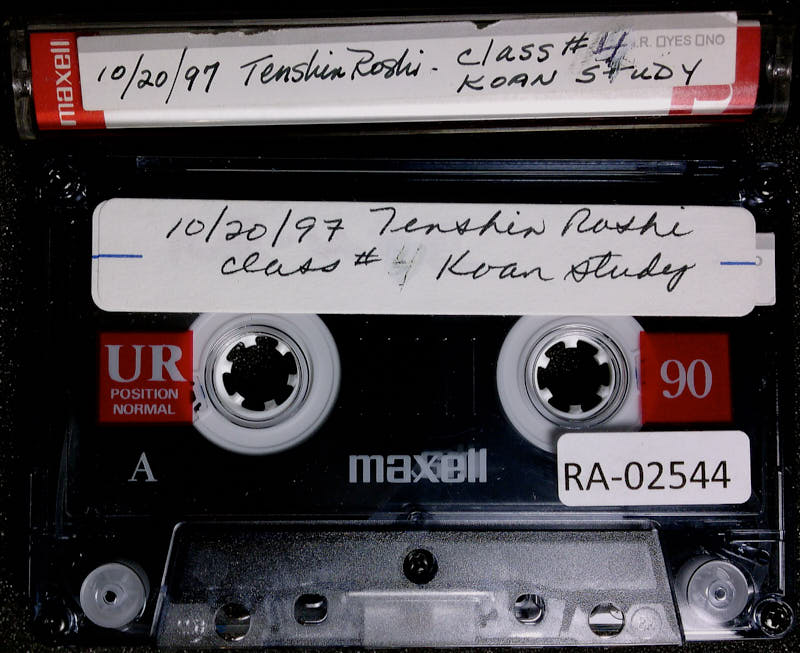 maxell
10/20/97 Tenshin Roshi - Class #4
KOAN STUDY
N.R. □YES □NO
10/20/97 Tenshin Roshi
class #4 Koan Study
UR
POSITION
NORMAL
90
A
maxell
RA-02544